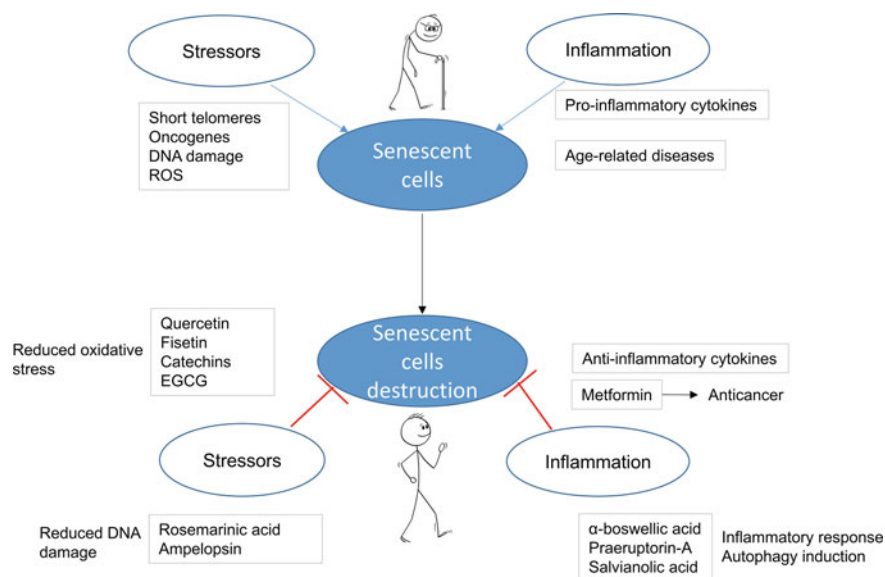 Stressors
Inflammation
Short telomeres
Oncogenes
DNA damage
ROS
Senescent
cells
Pro-inflammatory cytokines
Age-related diseases
Reduced oxidative
stress
Quercetin
Fisetin
Catechins
EGCG
Senescent
cells
destruction
Anti-inflammatory cytokines
Metformin
Anticancer
Stressors
Inflammation
Reduced DNA
damage
Rosemarinic acid
Ampelopsin
α-boswellic acid
Praeruptorin-A
Salvianolic acid
Inflammatory response
Autophagy induction